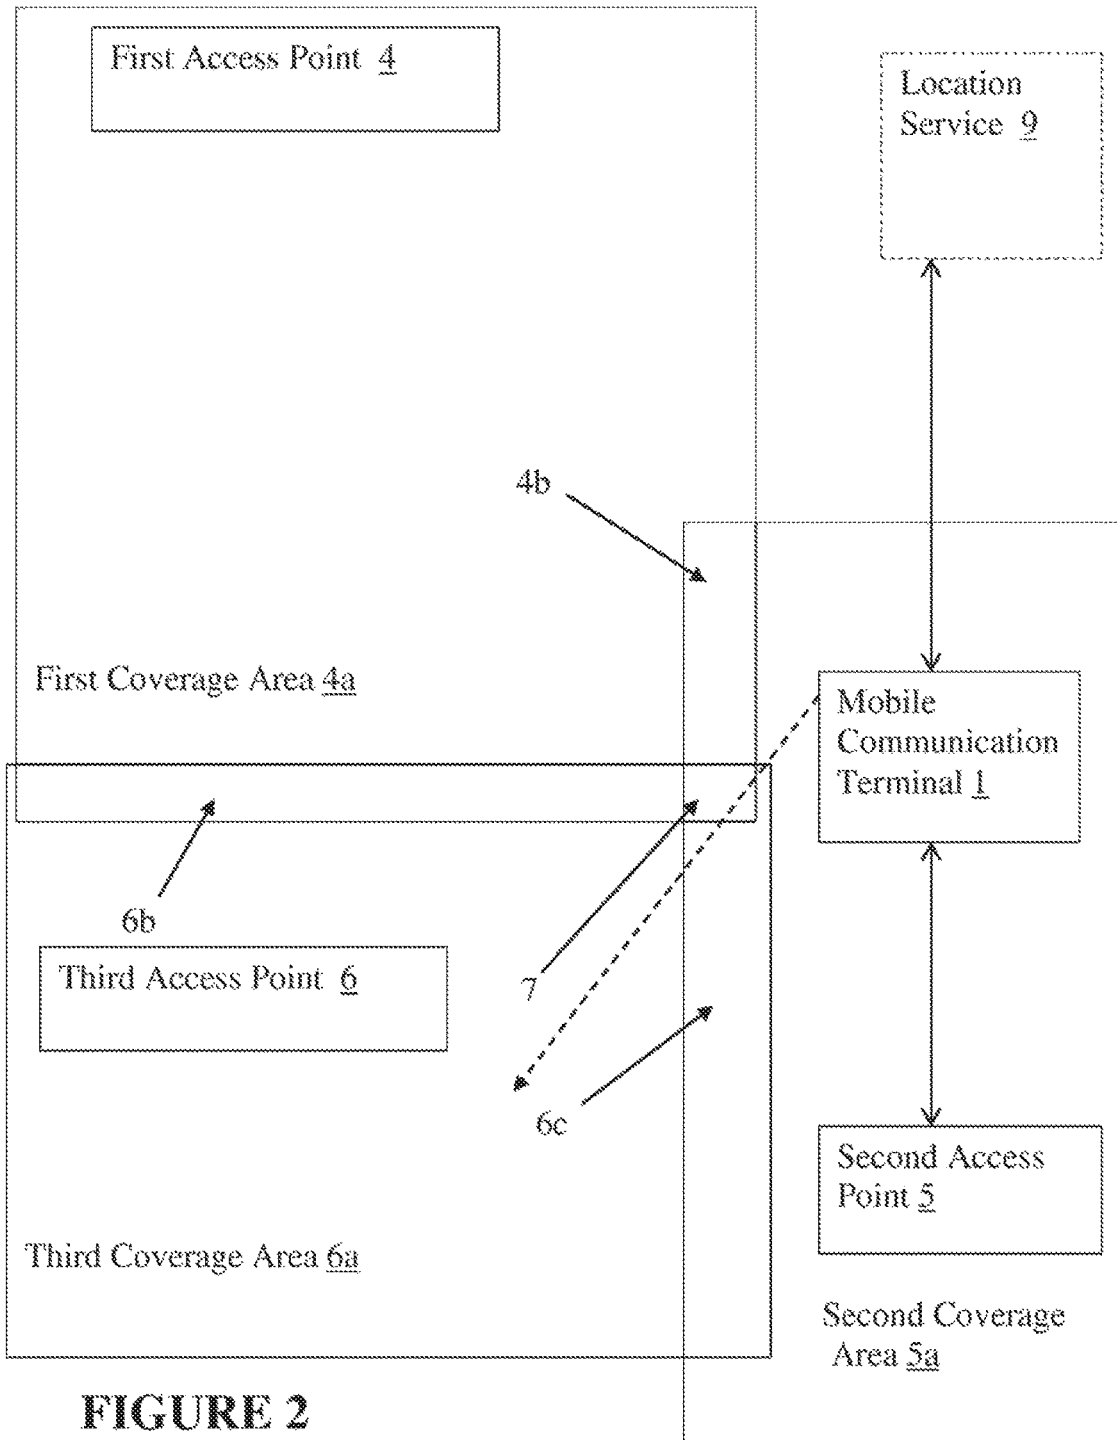 First Access Point 4
Location
Service 9
4b
First Coverage Area 4a
Mobile
Communication
Terminal 1
6b
Third Access Point 6
7
6c
Second Access
Point 5
Third Coverage Area 6a
Second Coverage
Area 5a
FIGURE 2